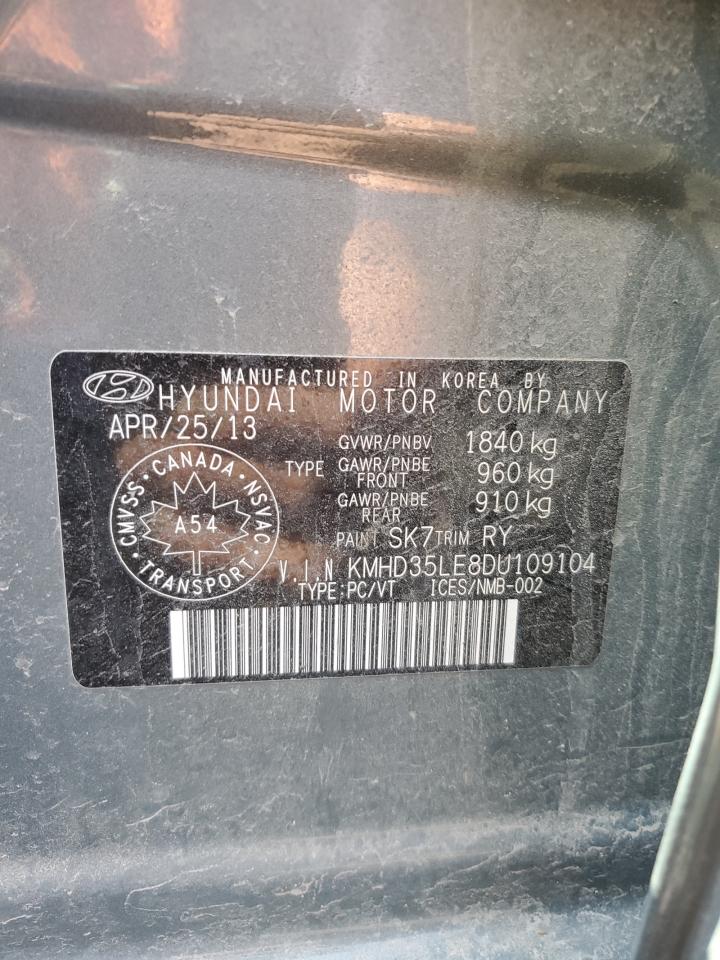 MANUFACTURED IN KOREA BY
HYUNDAI MOTOR COMPANY
APR/25/13
GVWR/PNBV 1840 kg
TYPE GAWR/PNBE FRONT 960 kg
GAWR/PNBE REAR 910 kg
CANADA · NSVAC · TRANSPORT · CMVSS
A54
PAINT SK7 TRIM RY
V.I.N KMHD35LE8DU109104
TYPE:PC/VT ICES/NMB-002